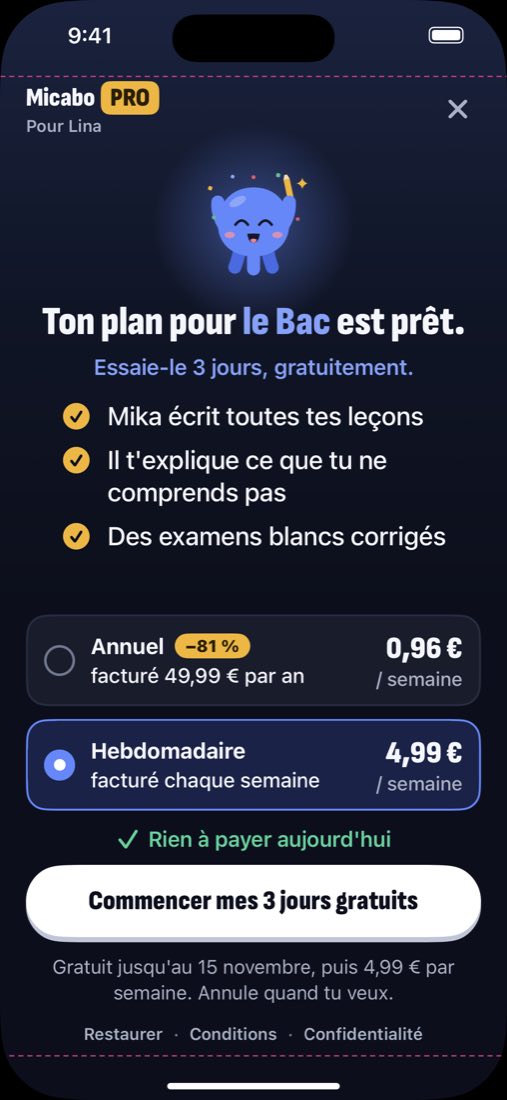 9:41
Micabo PRO
Pour Lina
Ton plan pour le Bac est prêt.
Essaie-le 3 jours, gratuitement.
Mika écrit toutes tes leçons
Il t'explique ce que tu ne
comprends pas
Des examens blancs corrigés
Annuel −81 % 0,96 €
facturé 49,99 € par an / semaine
Hebdomadaire 4,99 €
facturé chaque semaine / semaine
Rien à payer aujourd'hui
Commencer mes 3 jours gratuits
Gratuit jusqu'au 15 novembre, puis 4,99 € par
semaine. Annule quand tu veux.
Restaurer · Conditions · Confidentialité